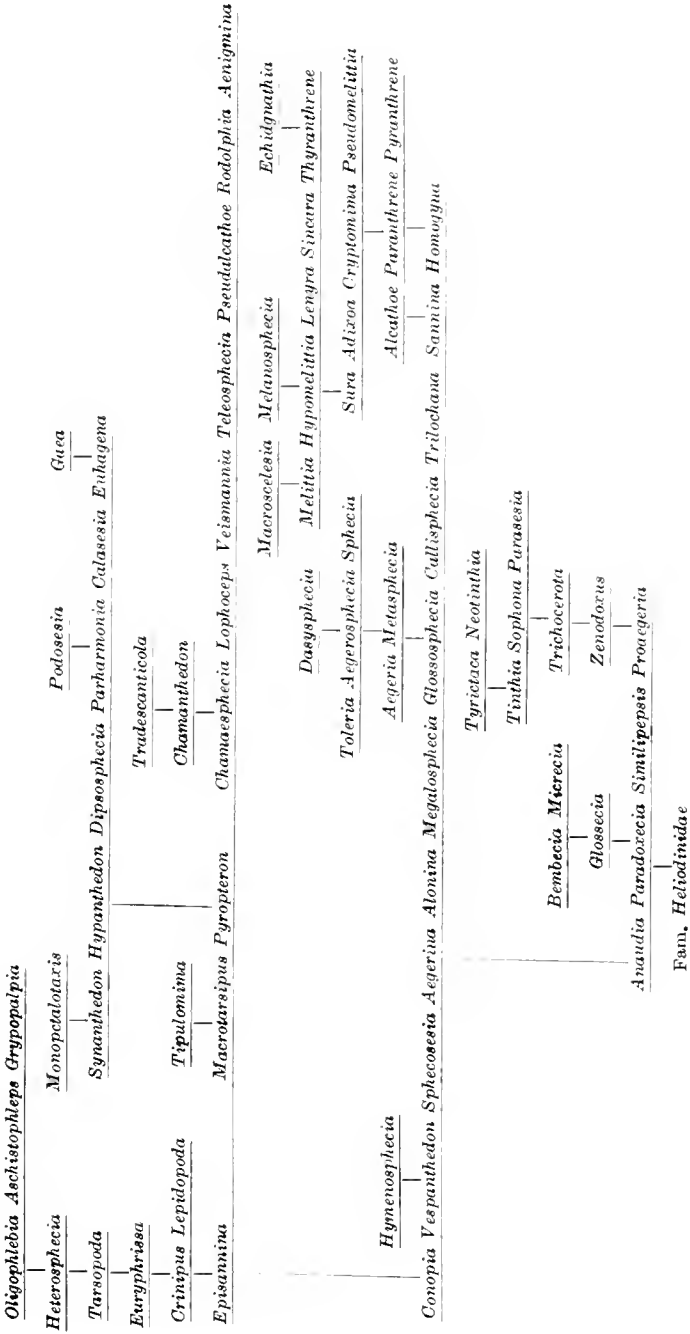 Oligophlebia Aschistophleps Grypopalpia
Heterosphecia Monopetalotaxis Podosesia Gaea
Tarsopoda Synanthedon Hypanthedon Dipsosphecia Parharmonia Calasesia Euhagena
Euryphrissa Tradescanticola
Crinipus Lepidopoda Tipulomima Chamanthedon
Episannina Macrotarsipus Pyropteron Chamaesphecia Lophoceps Veismannia Teleosphecia Pseudalcathoe Rodolphia Aenigmina
Macroscelesia Melanosphecia Echidgnathia
Dasysphecia Melittia Hypomelittia Lenyra Sincara Thyranthrene
Toleria Aegerosphecia Sphecia Sura Adixoa Cryptomima Pseudomelittia
Hymenosphecia Aegeria Metasphecia Alcathoe Paranthrene Pyranthrene
Conopia Vespanthedon Sphecosesia Aegerina Alonina Megalosphecia Glossosphecia Callisphecia Trilochana Sannina Homogyna
Tyrictaca Neotinthia
Tinthia Sophona Parasesia
Bembecia Micrecia Trichocerota
Glossecia Zenodoxus
Anaudia Paradoxecia Similipepsis Proaegeria
Fam. Heliodinidae